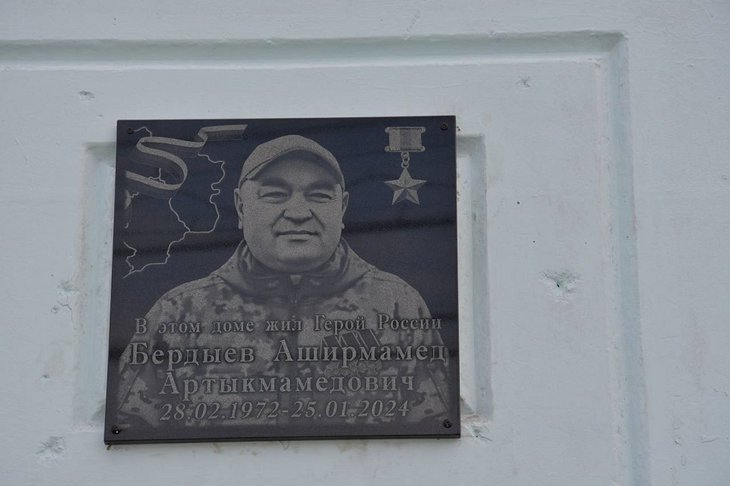 В этом доме жил Герой России
Бердыев Аширмамед
Артыкмамедович
28.02.1972-25.01.2024